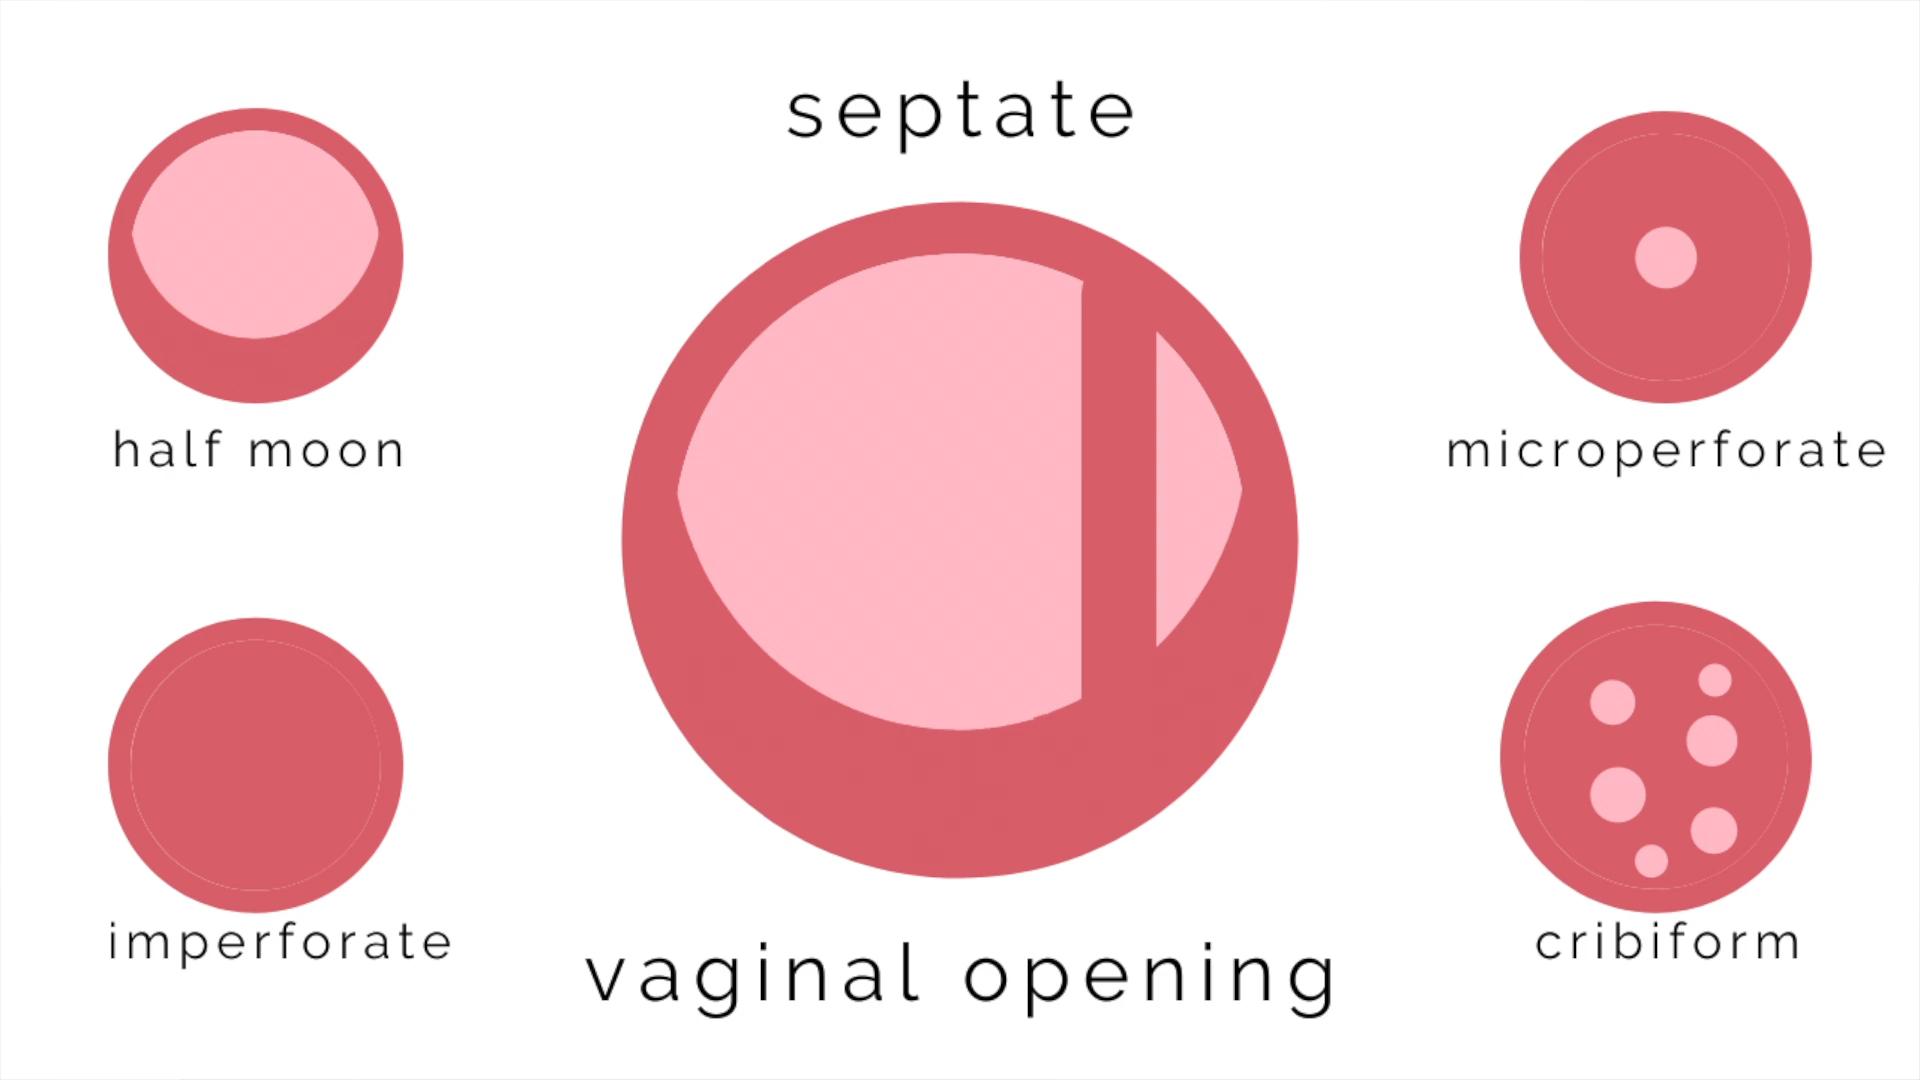 septate
half moon
microperforate
imperforate
cribiform
vaginal opening